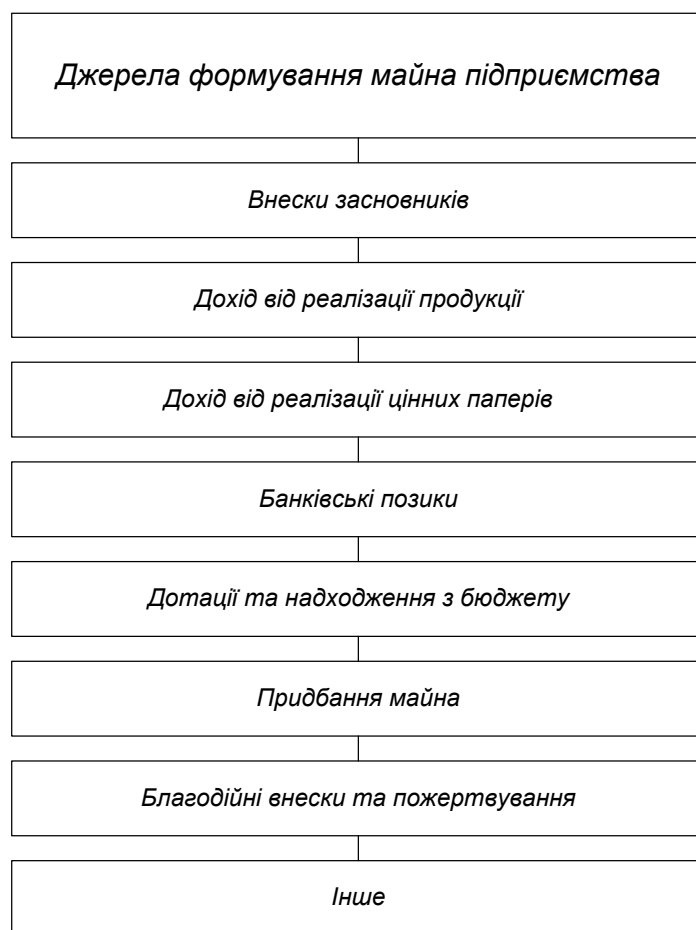 Джерела формування майна підприємства
Внески засновників
Дохід від реалізації продукції
Дохід від реалізації цінних паперів
Банківські позики
Дотації та надходження з бюджету
Придбання майна
Благодійні внески та пожертвування
Інше